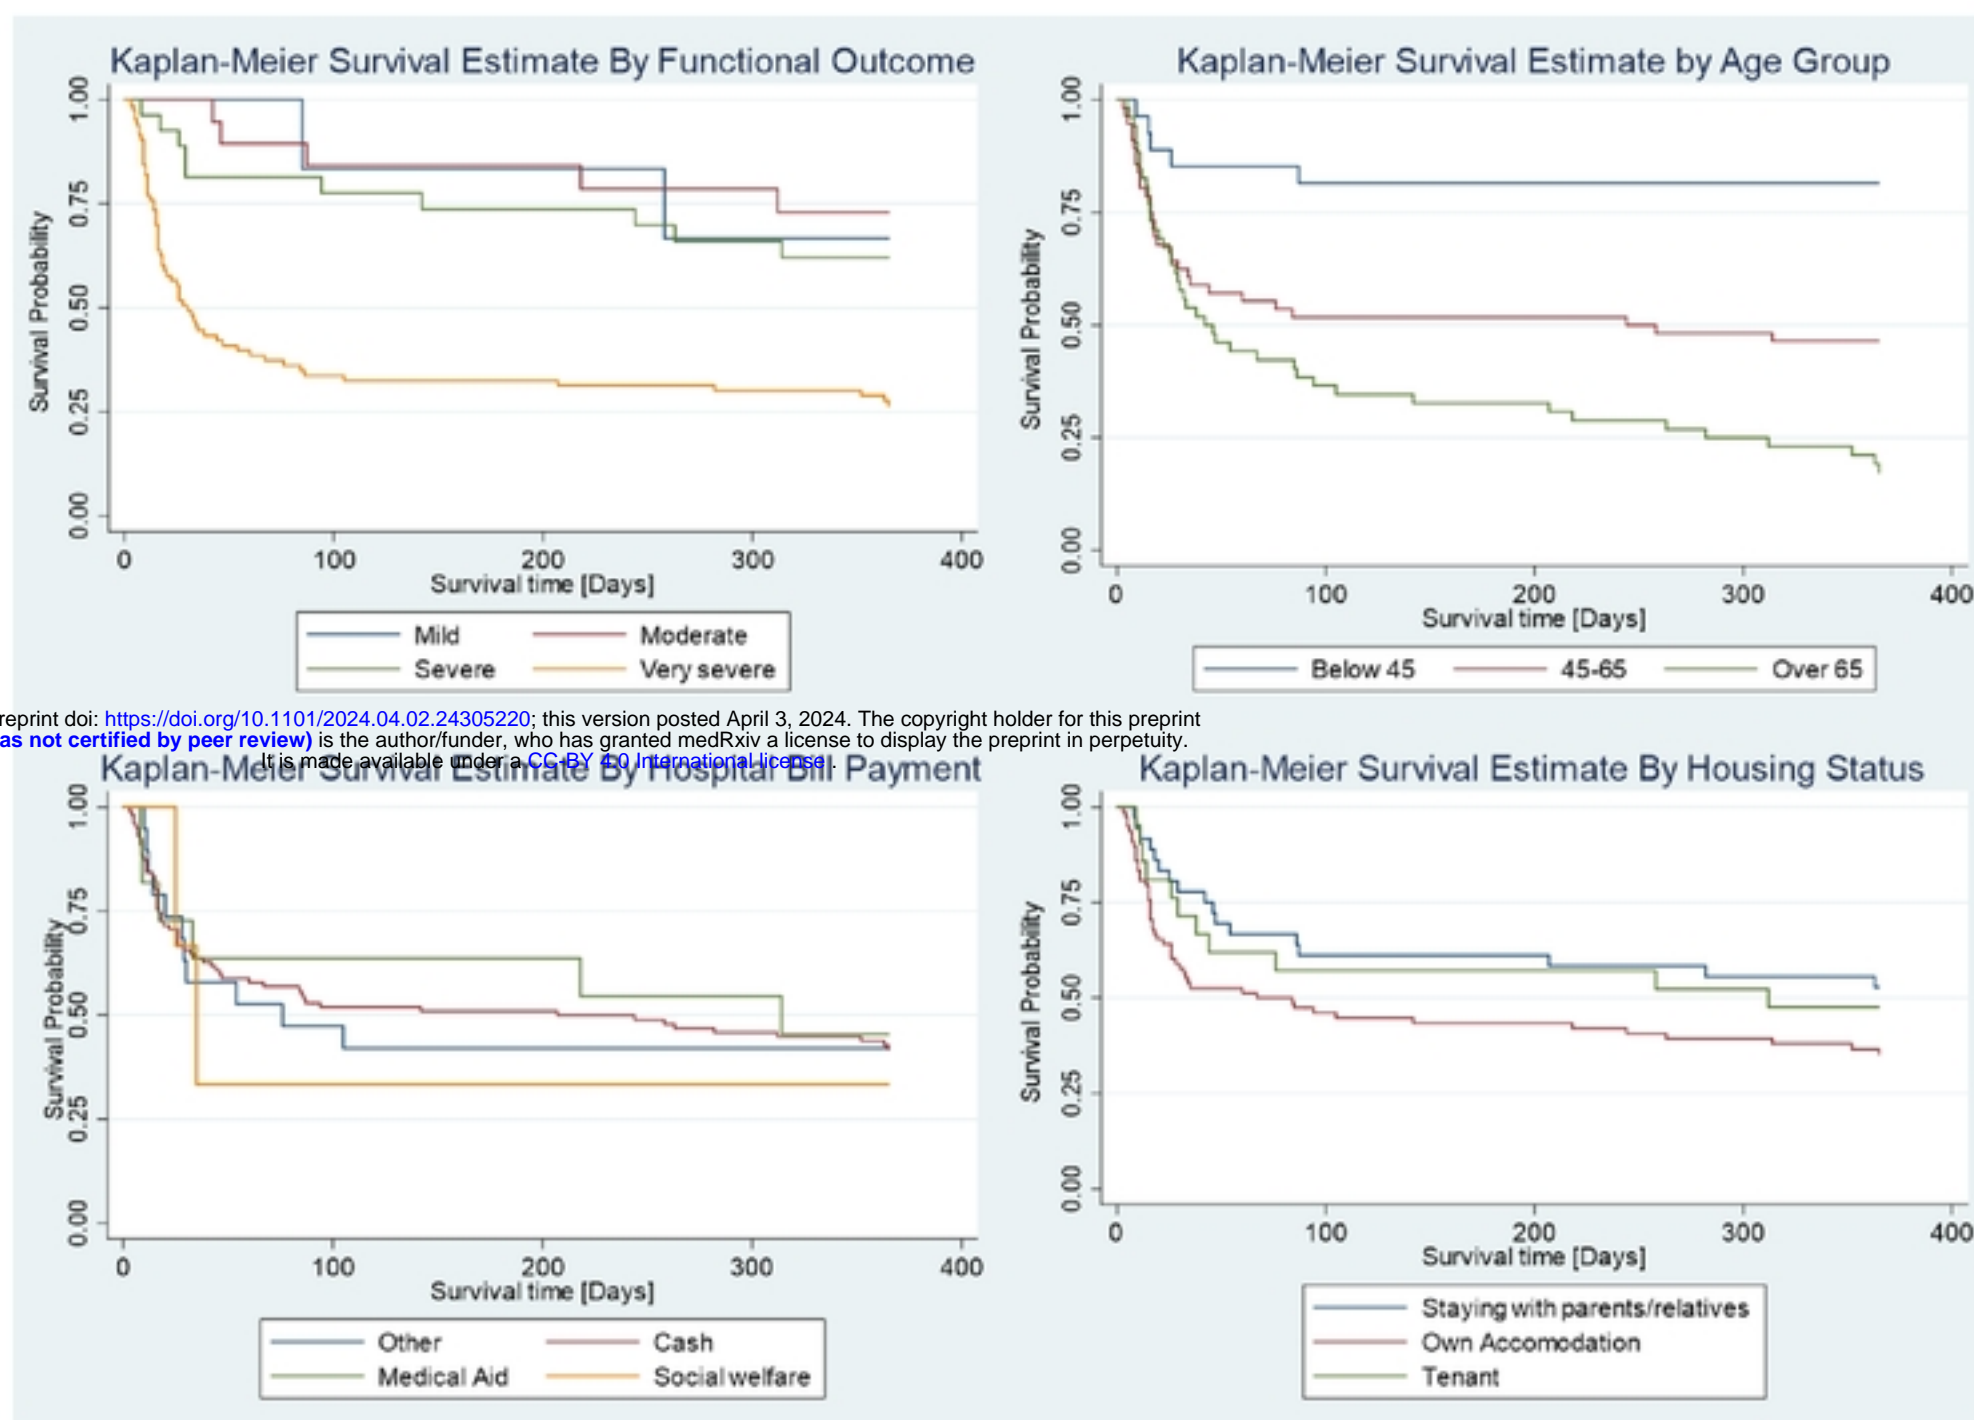 Kaplan-Meier Survival Estimate By Functional Outcome
1.00
0.75
0.50
0.25
0.00
Survival Probability
0 100 200 300 400
Survival time [Days]
Mild Moderate
Severe Very severe
Kaplan-Meier Survival Estimate by Age Group
1.00
0.75
0.50
0.25
0.00
Survival Probability
0 100 200 300 400
Survival time [Days]
Below 45 45-65 Over 65
reprint doi: https://doi.org/10.1101/2024.04.02.24305220; this version posted April 3, 2024. The copyright holder for this preprint
as not certified by peer review) is the author/funder, who has granted medRxiv a license to display the preprint in perpetuity.
It is made available under a CC-BY 4.0 International license .
Kaplan-Meier Survival Estimate By Hospital Bill Payment
1.00
0.75
0.50
0.25
0.00
Survival Probability
0 100 200 300 400
Survival time [Days]
Other Cash
Medical Aid Social welfare
Kaplan-Meier Survival Estimate By Housing Status
1.00
0.75
0.50
0.25
0.00
Survival Probability
0 100 200 300 400
Survival time [Days]
Staying with parents/relatives
Own Accomodation
Tenant